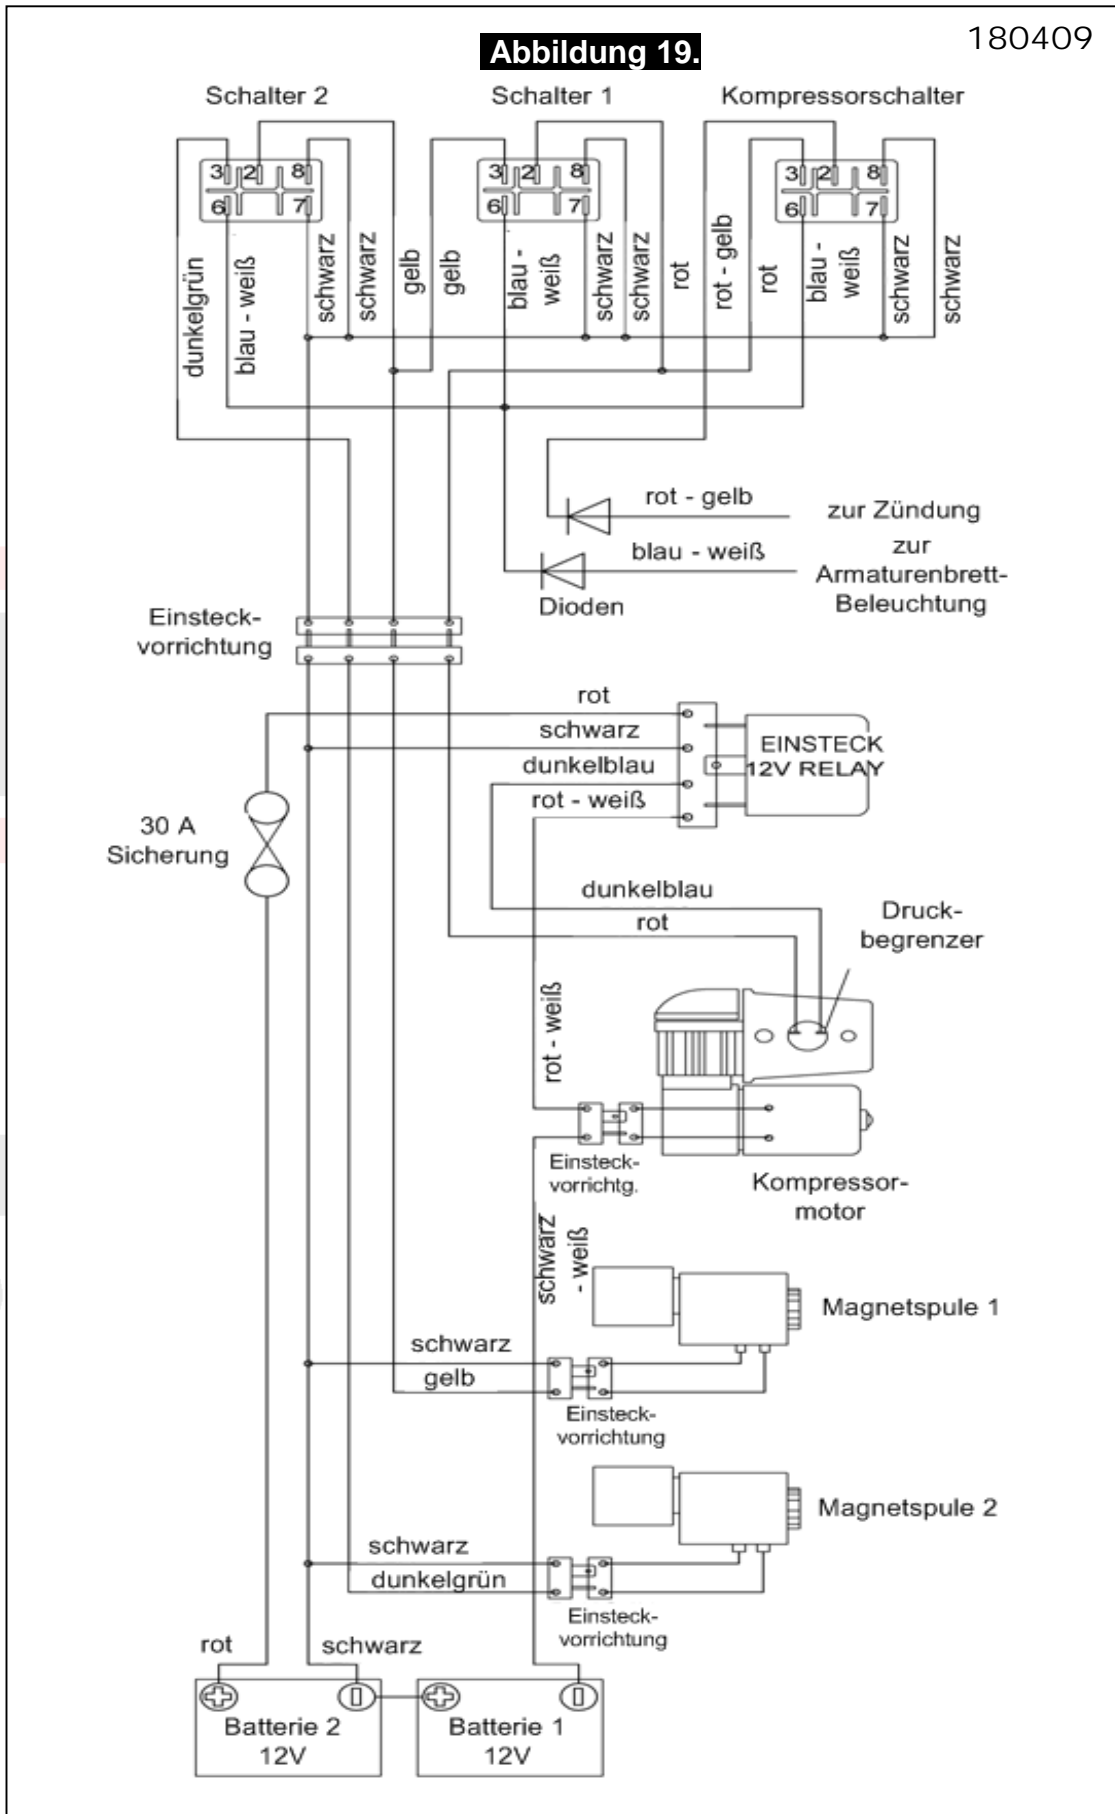 180409
Abbildung 19.
Schalter 2
Schalter 1
Kompressorschalter
3 2 8
6 7
3 2 8
6 7
3 2 8
6 7
dunkelgrün
blau - weiß
schwarz
schwarz
gelb
gelb
blau -
weiß
schwarz
schwarz
rot
rot - gelb
rot
blau -
weiß
schwarz
schwarz
rot - gelb
zur Zündung
blau - weiß
zur
Armaturenbrett-
Beleuchtung
Dioden
Einsteck-
vorrichtung
rot
schwarz
dunkelblau
rot - weiß
EINSTECK
12V RELAY
30 A
Sicherung
dunkelblau
rot
Druck-
begrenzer
rot - weiß
Einsteck-
vorrichtg.
Kompressor-
motor
schwarz
- weiß
Magnetspule 1
schwarz
gelb
Einsteck-
vorrichtung
Magnetspule 2
schwarz
dunkelgrün
Einsteck-
vorrichtung
rot
schwarz
Batterie 2
12V
Batterie 1
12V